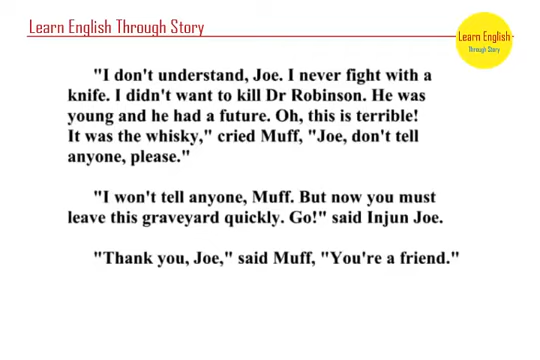 Learn English Through Story
Learn English
Through Story
"I don't understand, Joe. I never fight with a
knife. I didn't want to kill Dr Robinson. He was
young and he had a future. Oh, this is terrible!
It was the whisky," cried Muff, "Joe, don't tell
anyone, please."
"I won't tell anyone, Muff. But now you must
leave this graveyard quickly. Go!" said Injun Joe.
"Thank you, Joe," said Muff, "You're a friend."